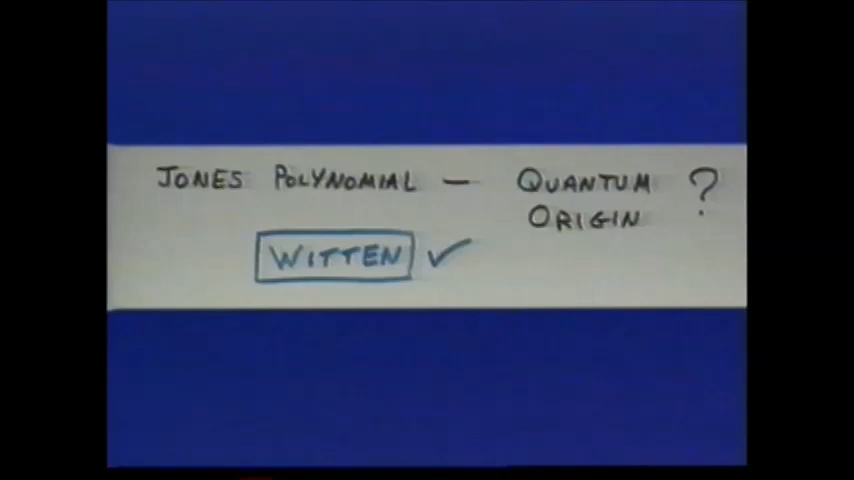 JONES POLYNOMIAL — QUANTUM ?
ORIGIN
WITTEN ✓